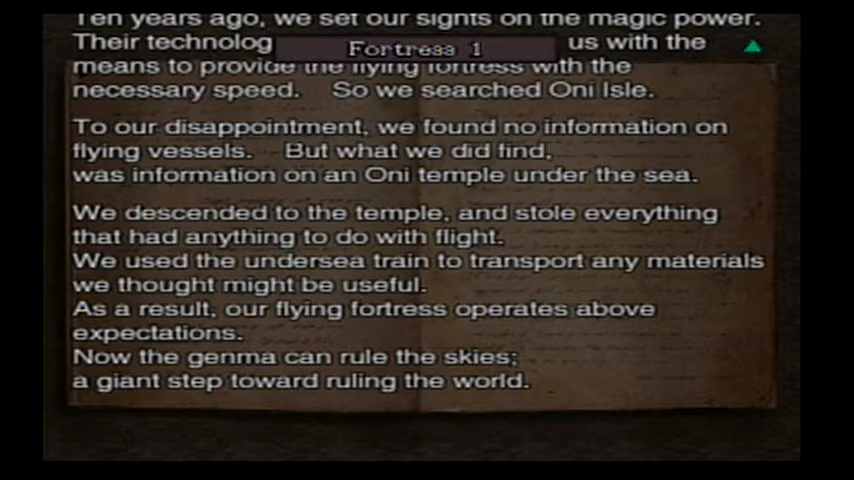 Ten years ago, we set our sights on the magic power.
Their technolog
Fortress 1
us with the
means to provide the flying fortress with the
necessary speed. So we searched Oni Isle.
To our disappointment, we found no information on
flying vessels. But what we did find,
was information on an Oni temple under the sea.
We descended to the temple, and stole everything
that had anything to do with flight.
We used the undersea train to transport any materials
we thought might be useful.
As a result, our flying fortress operates above
expectations.
Now the genma can rule the skies;
a giant step toward ruling the world.